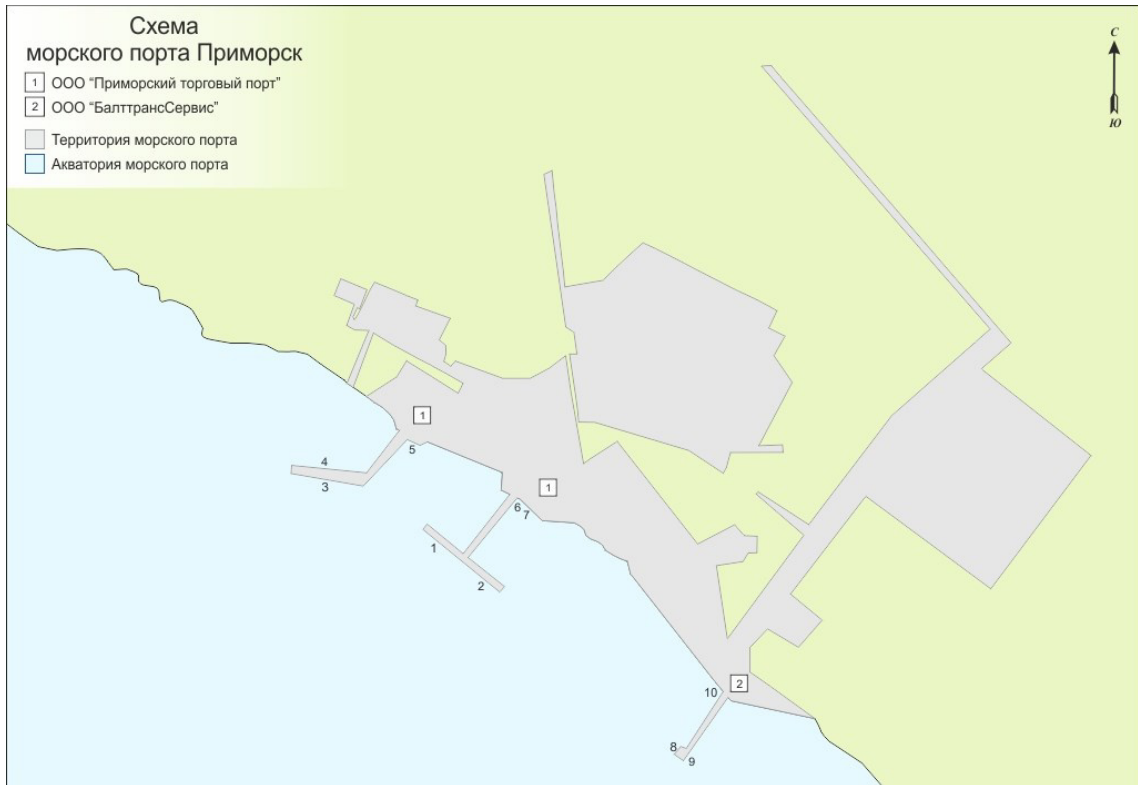 Схема
морского порта Приморск
1 ООО “Приморский торговый порт”
2 ООО “БалттрансСервис”
Территория морского порта
Акватория морского порта
С
Ю
1
4
3
5
1
6
7
1
2
2
10
8
9